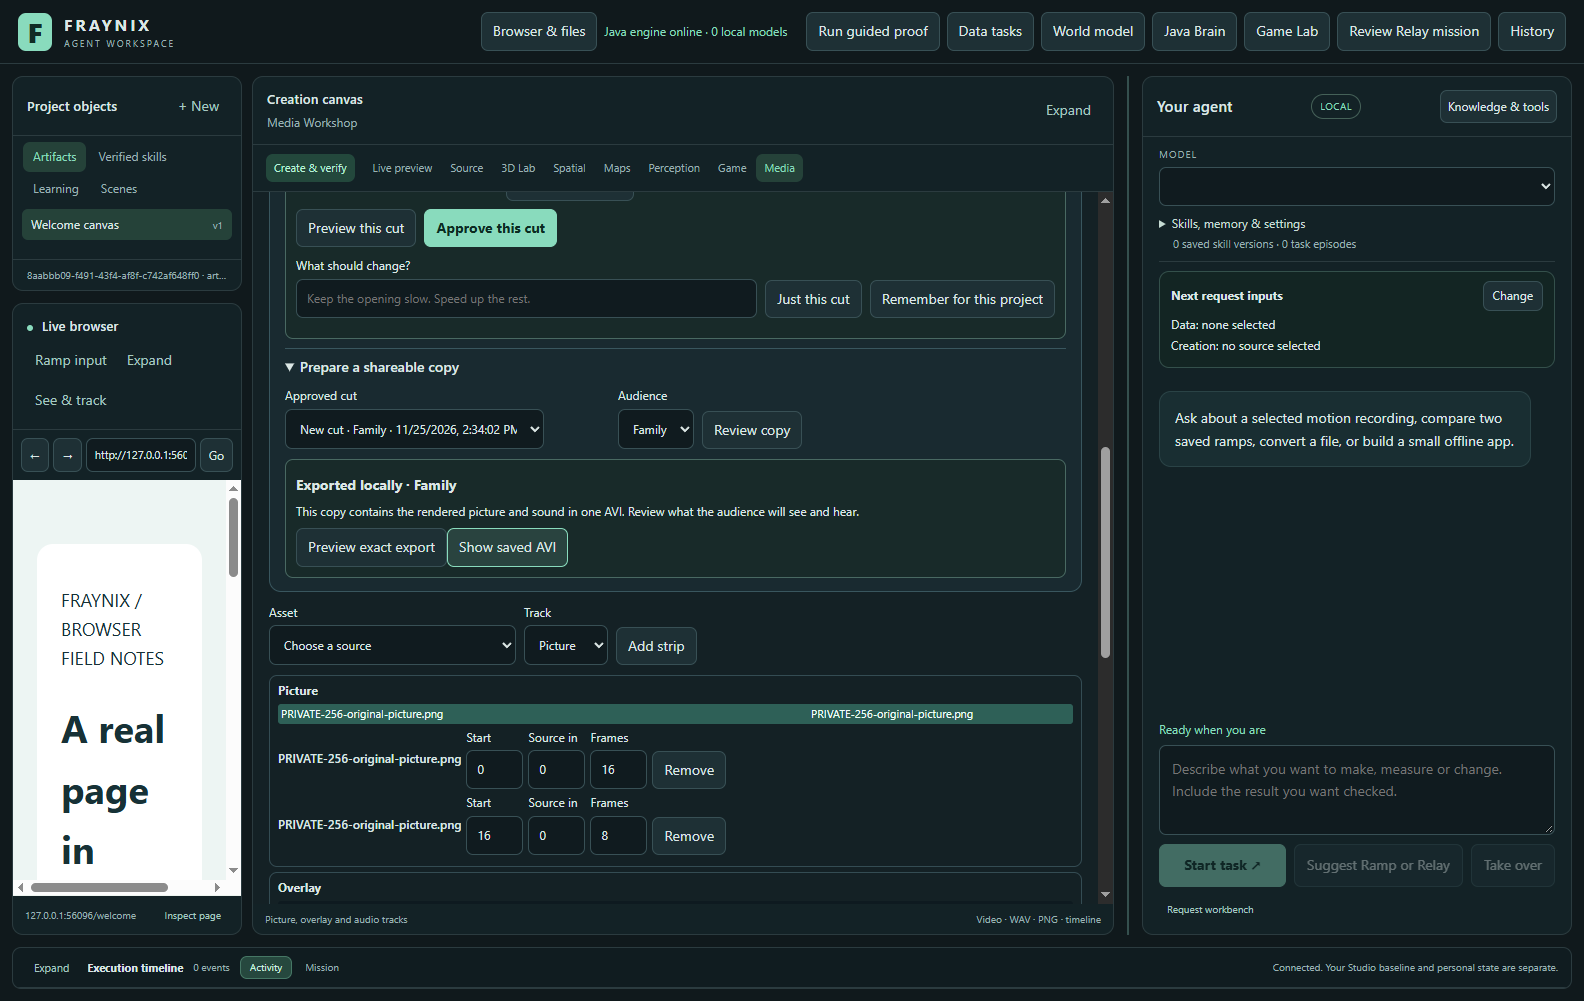 F
FRAYNIX
AGENT WORKSPACE
Browser & files
Java engine online · 0 local models
Run guided proof
Data tasks
World model
Java Brain
Game Lab
Review Relay mission
History
Project objects
+ New
Artifacts
Verified skills
Learning
Scenes
Welcome canvas
v1
8aabbb09-f491-43f4-af8f-c742af648ff0 · art...
Live browser
Ramp input
Expand
See & track
←
→
http://127.0.0.1:560
Go
FRAYNIX /
BROWSER
FIELD NOTES
A real
page
in
127.0.0.1:56096/welcome
Inspect page
Creation canvas
Media Workshop
Expand
Create & verify
Live preview
Source
3D Lab
Spatial
Maps
Perception
Game
Media
Preview this cut
Approve this cut
What should change?
Keep the opening slow. Speed up the rest.
Just this cut
Remember for this project
▼ Prepare a shareable copy
Approved cut
Audience
New cut · Family · 11/25/2026, 2:34:02 PM
Family
Review copy
Exported locally · Family
This copy contains the rendered picture and sound in one AVI. Review what the audience will see and hear.
Preview exact export
Show saved AVI
Asset
Track
Choose a source
Picture
Add strip
Picture
PRIVATE-256-original-picture.png
PRIVATE-256-original-picture.png
Start
Source in
Frames
PRIVATE-256-original-picture.png
0
0
16
Remove
Start
Source in
Frames
PRIVATE-256-original-picture.png
16
0
8
Remove
Overlay
Picture, overlay and audio tracks
Video · WAV · PNG · timeline
Your agent
LOCAL
Knowledge & tools
MODEL
Skills, memory & settings
0 saved skill versions · 0 task episodes
Next request inputs
Change
Data: none selected
Creation: no source selected
Ask about a selected motion recording, compare two
saved ramps, convert a file, or build a small offline app.
Ready when you are
Describe what you want to make, measure or change.
Include the result you want checked.
Start task ↗
Suggest Ramp or Relay
Take over
Request workbench
Expand
Execution timeline
0 events
Activity
Mission
Connected. Your Studio baseline and personal state are separate.